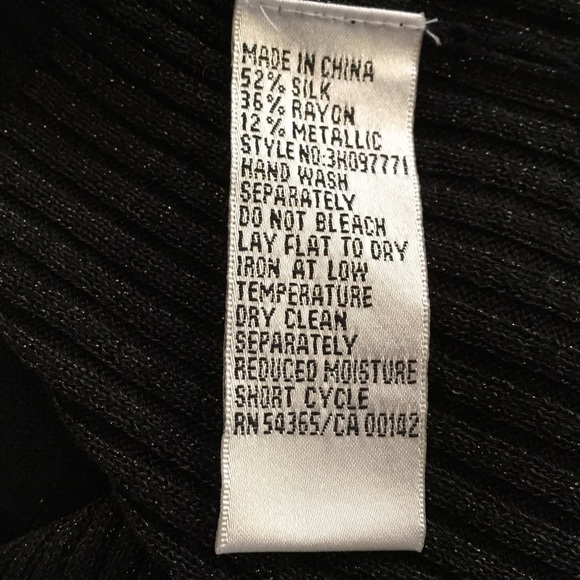 MADE IN CHINA
52% SILK
36% RAYON
12% METALLIC
STYLE NO:3H097771
HAND WASH
SEPARATELY
DO NOT BLEACH
LAY FLAT TO DRY
IRON AT LOW
TEMPERATURE
DRY CLEAN
SEPARATELY
REDUCED MOISTURE
SHORT CYCLE
RN 54365/CA 00142